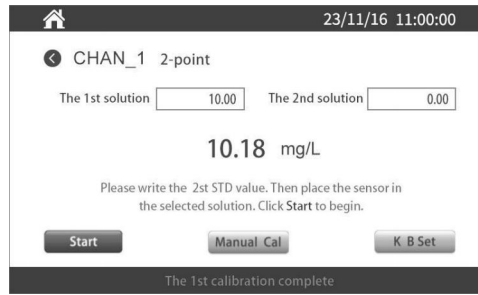 23/11/16 11:00:00
CHAN_1 2-point
The 1st solution 10.00 The 2nd solution 0.00
10.18 mg/L
Please write the 2st STD value. Then place the sensor in
the selected solution. Click Start to begin.
Start Manual Cal K B Set
The 1st calibration complete